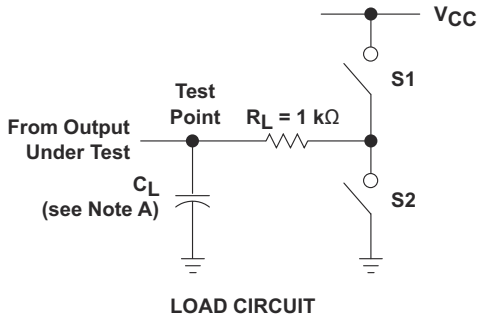 VCC
S1
Test
Point
RL = 1 kΩ
From Output
Under Test
CL
(see Note A)
S2
LOAD CIRCUIT